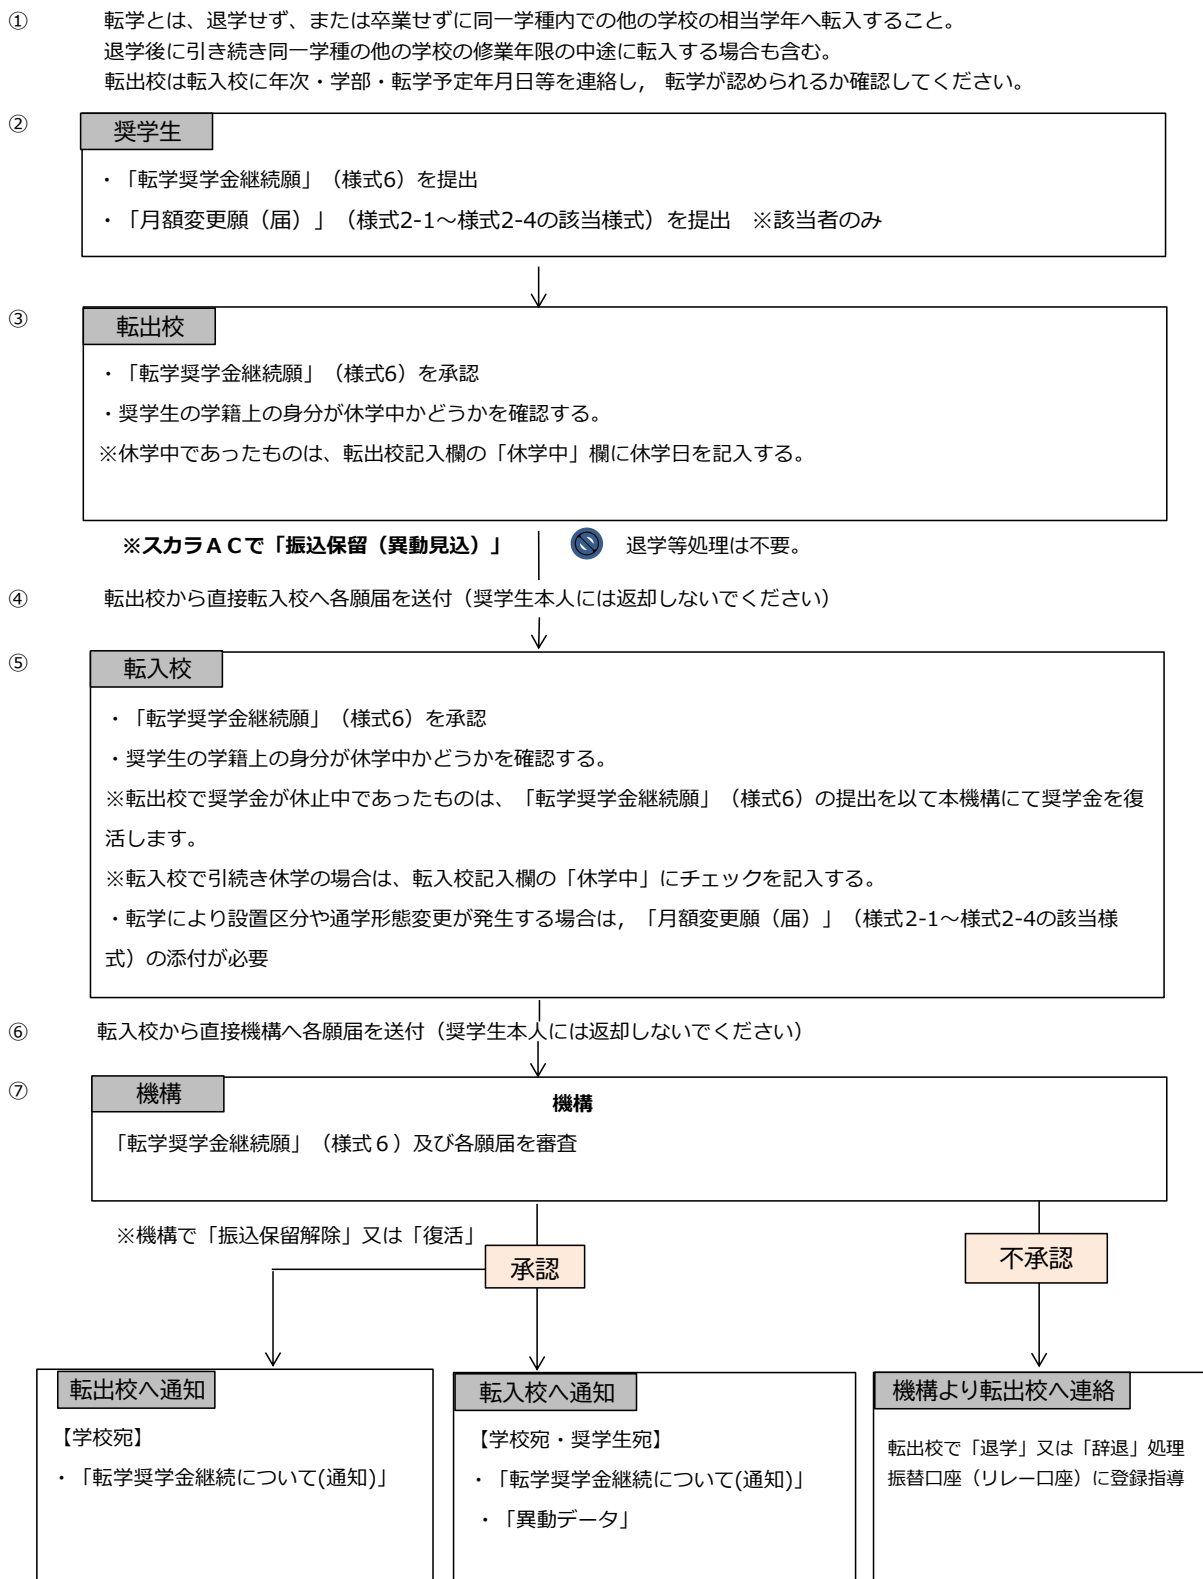 ① 転学とは、退学せず、または卒業せずに同一学種内での他の学校の相当学年へ転入すること。
退学後に引き続き同一学種の他の学校の修業年限の中途に転入する場合も含む。
転出校は転入校に年次・学部・転学予定年月日等を連絡し， 転学が認められるか確認してください。
② 奨学生
・「転学奨学金継続願」（様式6）を提出
・「月額変更願（届）」（様式2-1～様式2-4の該当様式）を提出　※該当者のみ
③ 転出校
・「転学奨学金継続願」（様式6）を承認
・奨学生の学籍上の身分が休学中かどうかを確認する。
※休学中であったものは、転出校記入欄の「休学中」欄に休学日を記入する。
※スカラＡＣで「振込保留（異動見込）」 退学等処理は不要。
④ 転出校から直接転入校へ各願届を送付（奨学生本人には返却しないでください）
⑤ 転入校
・「転学奨学金継続願」（様式6）を承認
・奨学生の学籍上の身分が休学中かどうかを確認する。
※転出校で奨学金が休止中であったものは、「転学奨学金継続願」（様式6）の提出を以て本機構にて奨学金を復
活します。
※転入校で引続き休学の場合は、転入校記入欄の「休学中」にチェックを記入する。
・転学により設置区分や通学形態変更が発生する場合は，「月額変更願（届）」（様式2-1～様式2-4の該当様
式）の添付が必要
⑥ 転入校から直接機構へ各願届を送付（奨学生本人には返却しないでください）
⑦ 機構
機構
「転学奨学金継続願」（様式６）及び各願届を審査
※機構で「振込保留解除」又は「復活」
承認
不承認
転出校へ通知
【学校宛】
・「転学奨学金継続について(通知)」
転入校へ通知
【学校宛・奨学生宛】
・「転学奨学金継続について(通知)」
・「異動データ」
機構より転出校へ連絡
転出校で「退学」又は「辞退」処理
振替口座（リレー口座）に登録指導